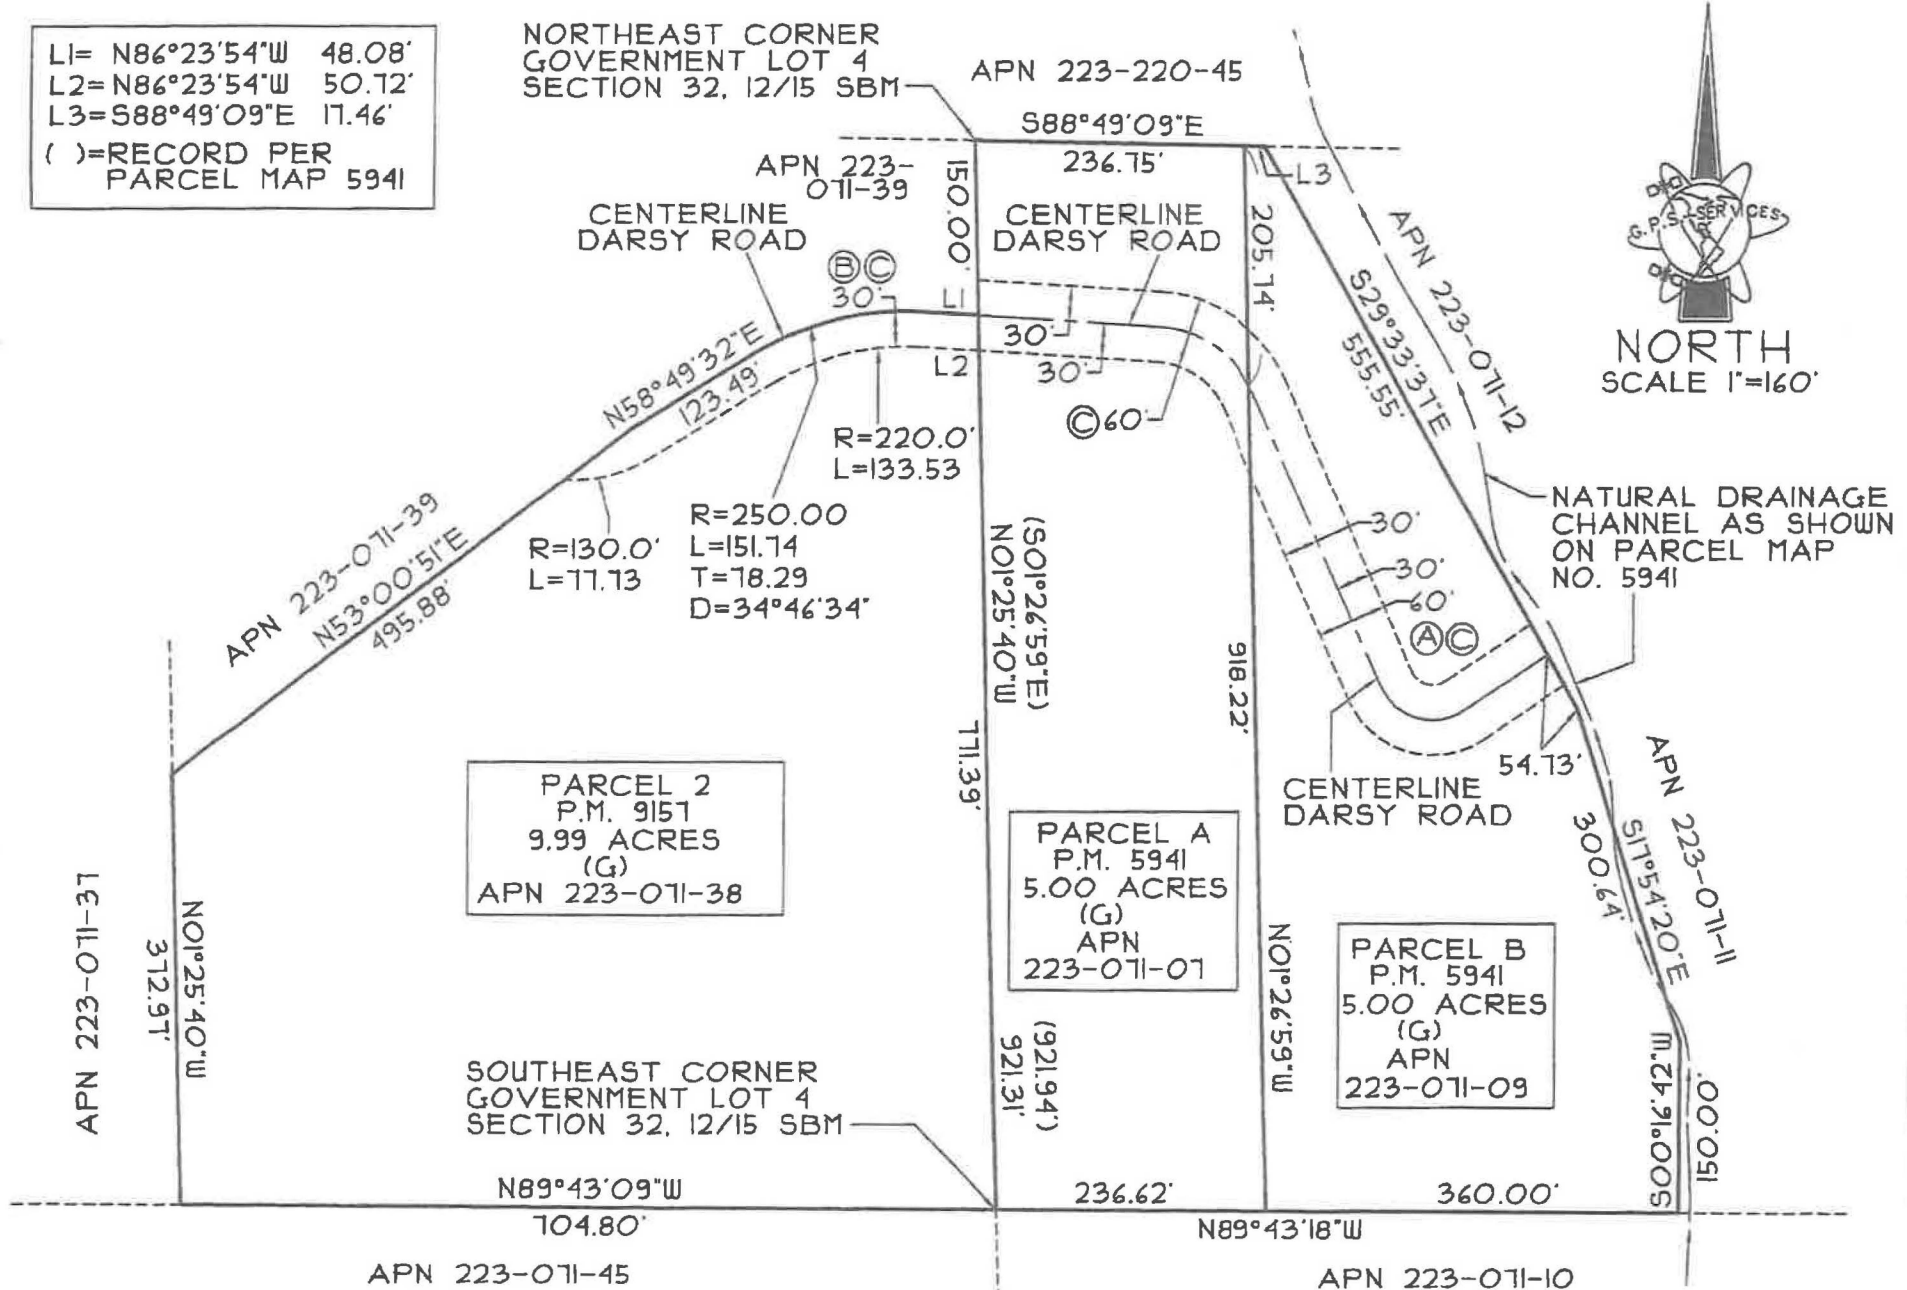 L1= N86°23'54"W 48.08'
L2= N86°23'54"W 50.72'
L3= S88°49'09"E 17.46'
( )=RECORD PER
PARCEL MAP 5941
NORTHEAST CORNER
GOVERNMENT LOT 4
SECTION 32, 12/15 SBM
APN 223-220-45
S88°49'09"E
236.75'
L3
APN 223-
071-39
150.00'
CENTERLINE
DARSY ROAD
CENTERLINE
DARSY ROAD
205.74'
B C
30'
L1
30'
L2
30'
C 60'
G.P.S. SERVICES
NORTH
SCALE 1"=160'
APN 223-071-12
S29°33'37"E
555.55'
N58°49'32"E
123.49'
R=220.0'
L=133.53
R=250.00
L=151.74
T=78.29
D=34°46'34"
R=130.0'
L=77.73
APN 223-071-39
N53°00'51"E
495.88'
(S01°26'59"E)
N01°25'40"W
771.39'
30'
30'
60'
A C
NATURAL DRAINAGE
CHANNEL AS SHOWN
ON PARCEL MAP
NO. 5941
918.22'
54.73'
CENTERLINE
DARSY ROAD
APN 223-071-11
S17°54'20"E
300.64'
PARCEL 2
P.M. 9157
9.99 ACRES
(G)
APN 223-071-38
PARCEL A
P.M. 5941
5.00 ACRES
(G)
APN
223-071-07
PARCEL B
P.M. 5941
5.00 ACRES
(G)
APN
223-071-09
APN 223-071-37
N01°25'40"W
372.97'
N01°26'59"W
(921.94')
921.31'
S00°16'42"W
150.00'
SOUTHEAST CORNER
GOVERNMENT LOT 4
SECTION 32, 12/15 SBM
N89°43'09"W
704.80'
236.62'
360.00'
N89°43'18"W
APN 223-071-45
APN 223-071-10